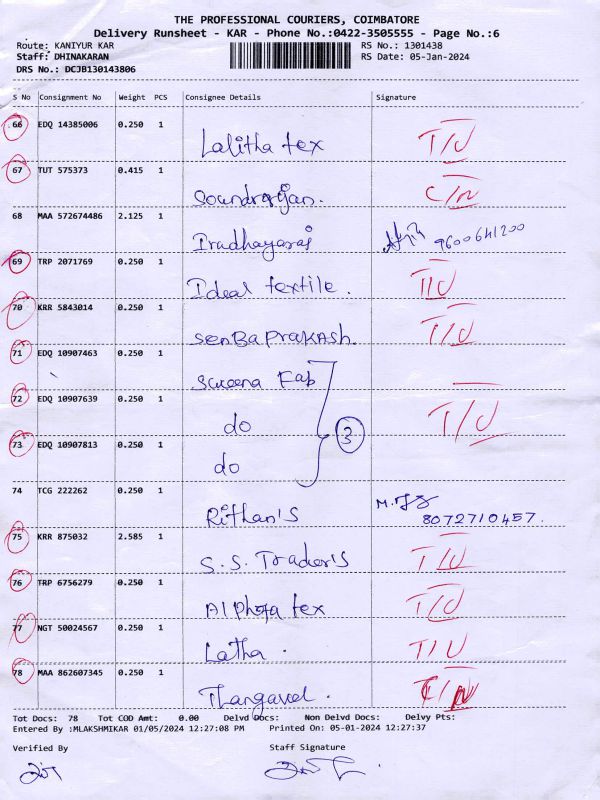 THE PROFESSIONAL COURIERS, COIMBATORE
Delivery Runsheet - KAR - Phone No.:0422-3505555 - Page No.:6
Route: KANIYUR KAR RS No.: 1301438
Staff: DHINAKARAN RS Date: 05-Jan-2024
DRS No.: DCJB130143806
S No Consignment No Weight PCS Consignee Details Signature
66 EDQ 14385006 0.250 1
Lalitha tex T/U
67 TUT 575373 0.415 1
C/N
68 MAA 572674486 2.125 1
9600641200
69 TRP 2071769 0.250 1
Ideal textile. T/U
70 KRR 5843014 0.250 1
senBa PrakAsh. T/U
71 EDQ 10907463 0.250 1
Sureena Fab
72 EDQ 10907639 0.250 1
do 3 T/U
73 EDQ 10907813 0.250 1
do
74 TCG 222262 0.250 1
Rithan's 8072710457.
75 KRR 875032 2.585 1
S.S. Trader's T/U
76 TRP 6756279 0.250 1
Alphota tex T/U
77 NGT 50024567 0.250 1
Latha. T/U
78 MAA 862607345 0.250 1
Thangavel. C/N
Tot Docs: 78 Tot COD Amt: 0.00 Delvd Docs: Non Delvd Docs: Delvy Pts:
Entered By :MLAKSHMIKAR 01/05/2024 12:27:08 PM Printed On: 05-01-2024 12:27:37
Verified By Staff Signature